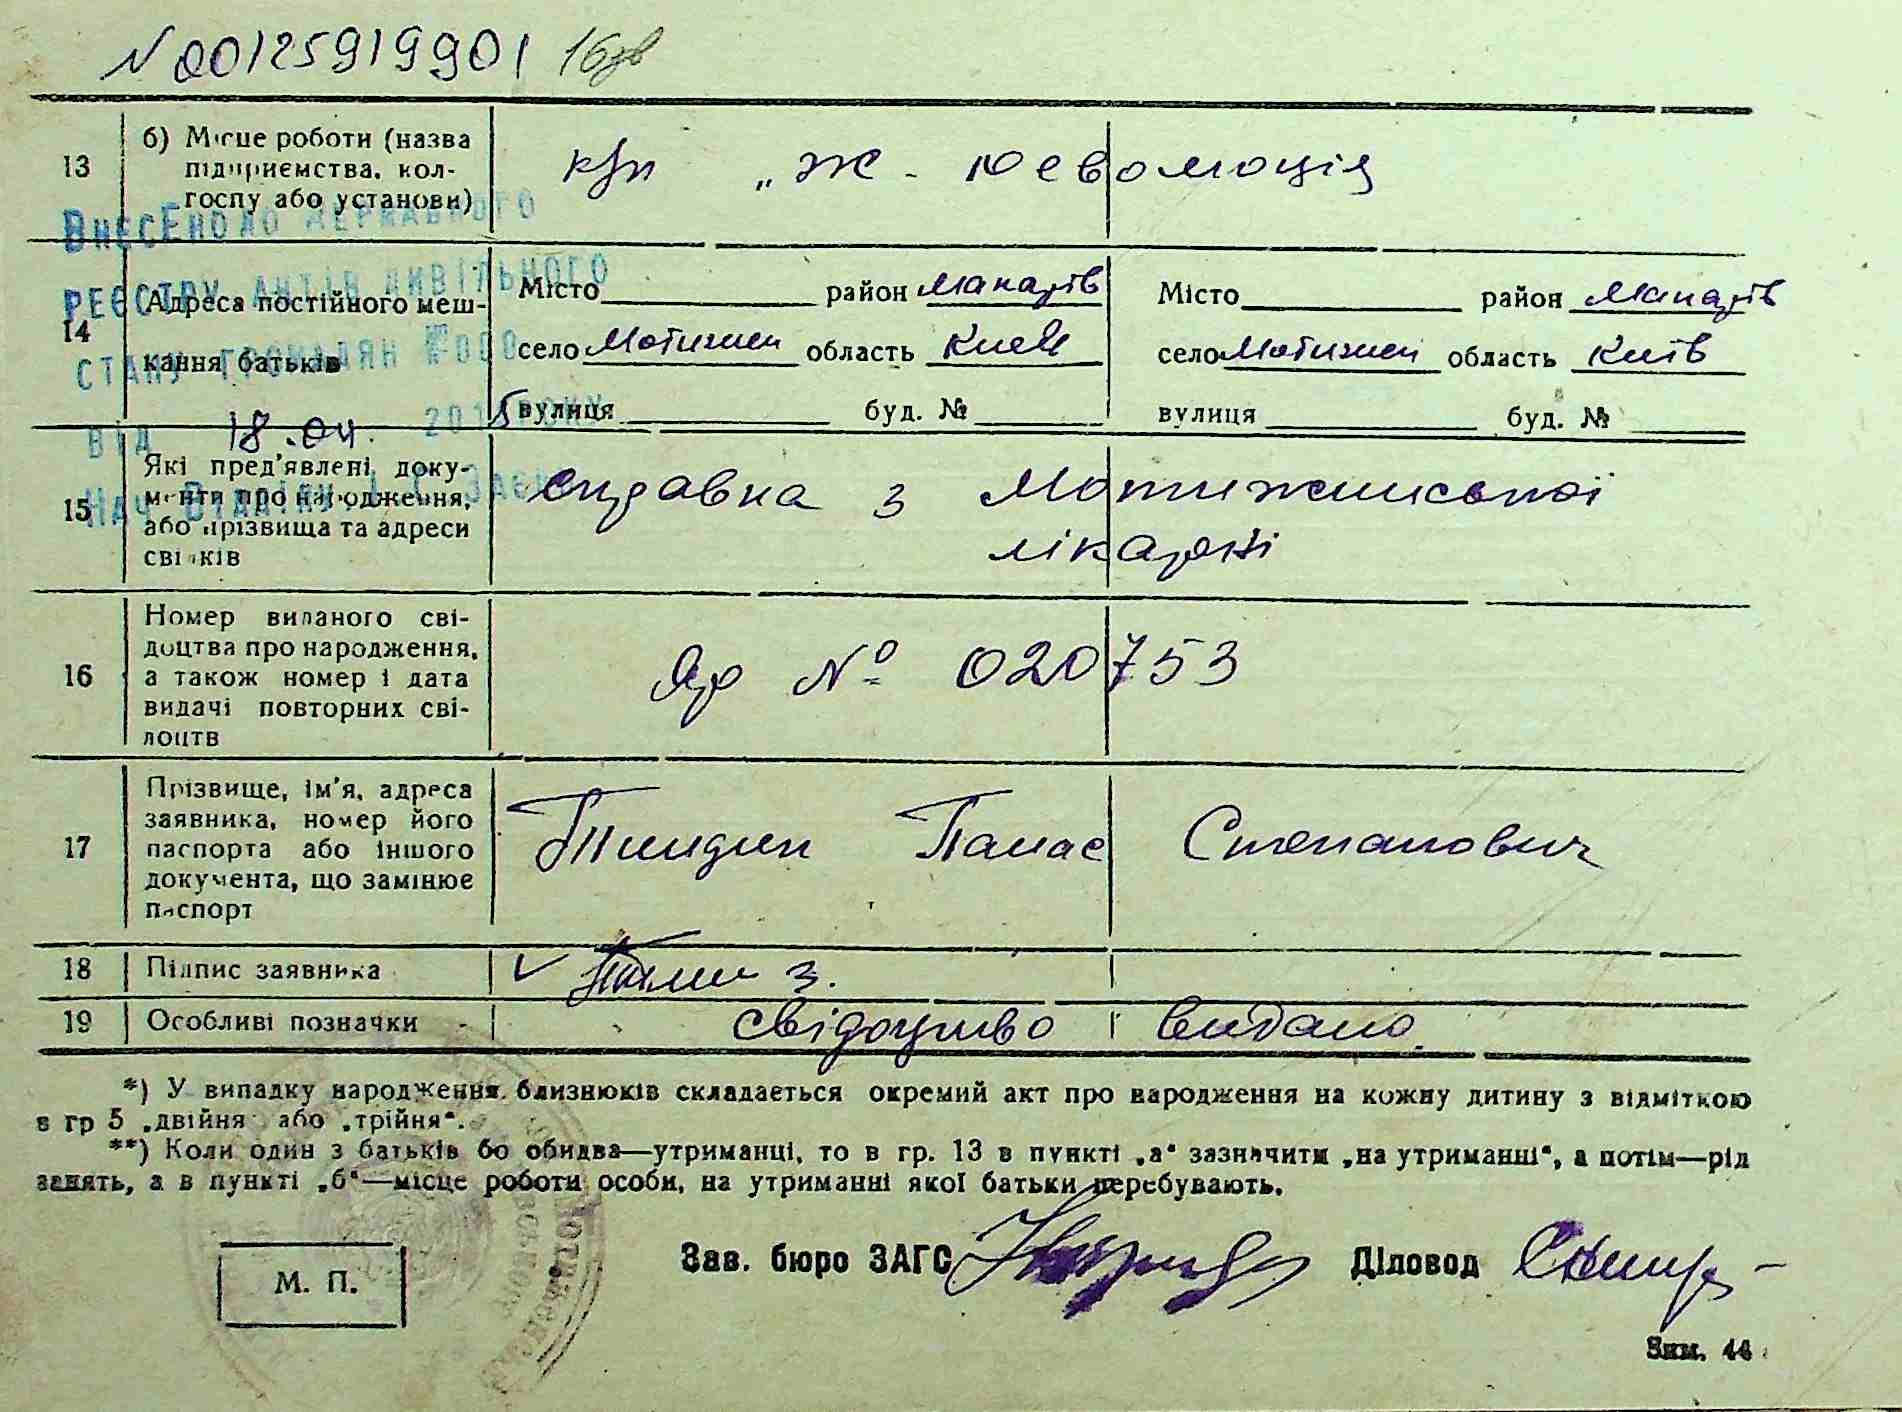 N 00125919901
13
б) Місце роботи (назва
підприємства, кол-
госпу або установи)
к/п „Ж - революція
Внесено до Державного
реєстру актів цивільного
стану громадян № 000
від 18.04. 2015 року
Нач. Відділу
14
Адреса постійного меш-
кання батьків
Місто район Макарів
село Мотижин область Київ
вулиця буд. №
Місто район Макарів
село Мотижин область Київ
вулиця буд. №
15
Які пред'явлені доку-
менти про народження,
або прізвища та адреси
свідків
справка з Мотижинської
лікарні
16
Номер виданого сві-
доцтва про народження,
а також номер і дата
видачі повторних сві-
доцтв
№ 020753
17
Прізвище, ім'я, адреса
заявника, номер його
паспорта або іншого
документа, що замінює
паспорт
Панас Степанович
18
Підпис заявника
19
Особливі позначки
свідоцтво видано.
*) У випадку народження близнюків складається окремий акт про народження на кожну дитину з відміткою
в гр 5 „двійня“ або „трійня“.
**) Коли один з батьків бо обидва—утриманці, то в гр. 13 в пункті „а“ зазначити „на утриманні“, а потім—рід
занять, а в пункті „б“—місце роботи особи, на утриманні якої батьки перебувають.
Зав. бюро ЗАГС
Діловод
М. П.
Зам. 44